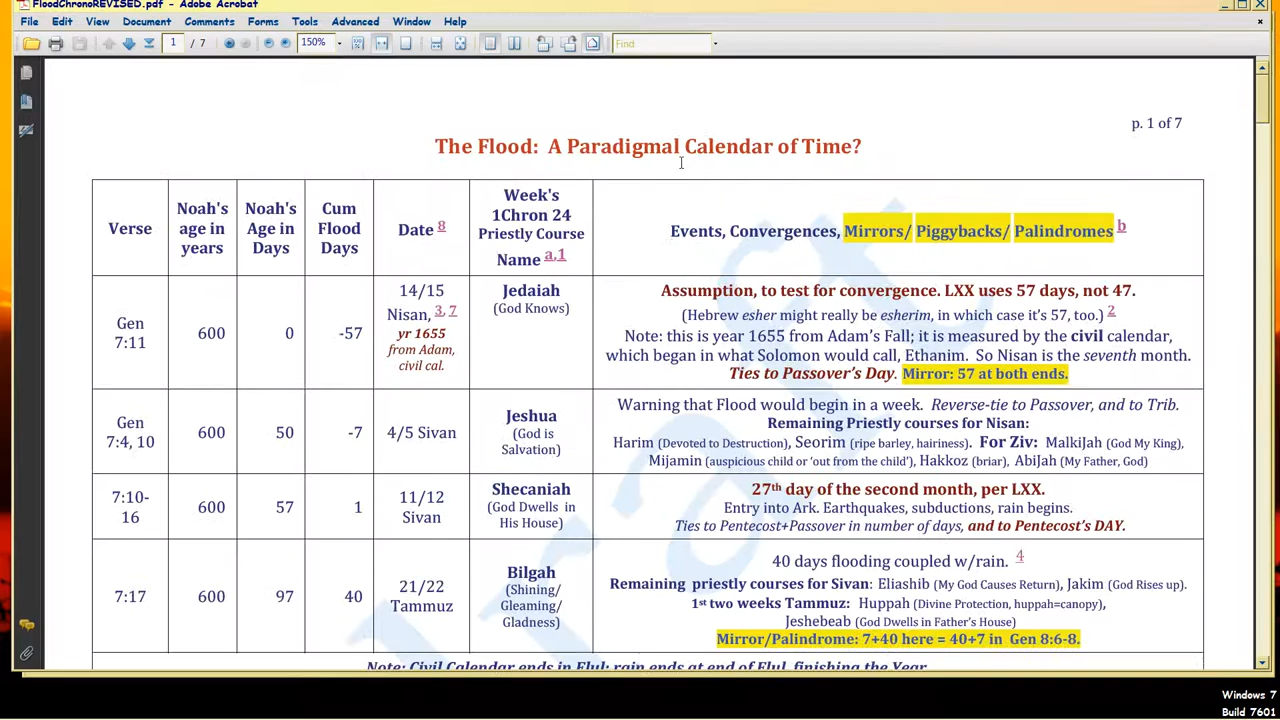 FloodChronoREVISED.pdf - Adobe Acrobat
File Edit View Document Comments Forms Tools Advanced Window Help
1 / 7 150% Find
p. 1 of 7
The Flood: A Paradigmal Calendar of Time?
Verse
Noah's
age in
years
Noah's
Age in
Days
Cum
Flood
Days
Date 8
Week's
1Chron 24
Priestly Course
Name a,1
Events, Convergences, Mirrors/ Piggybacks/ Palindromes b
Gen
7:11
600
0
-57
14/15
Nisan, 3, 7
yr 1655
from Adam,
civil cal.
Jedaiah
(God Knows)
Assumption, to test for convergence. LXX uses 57 days, not 47.
(Hebrew esher might really be esherim, in which case it's 57, too.) 2
Note: this is year 1655 from Adam's Fall; it is measured by the civil calendar,
which began in what Solomon would call, Ethanim. So Nisan is the seventh month.
Ties to Passover's Day. Mirror: 57 at both ends.
Gen
7:4, 10
600
50
-7
4/5 Sivan
Jeshua
(God is
Salvation)
Warning that Flood would begin in a week. Reverse-tie to Passover, and to Trib.
Remaining Priestly courses for Nisan:
Harim (Devoted to Destruction), Seorim (ripe barley, hairiness). For Ziv: MalkiJah (God My King),
Mijamin (auspicious child or 'out from the child'), Hakkoz (briar), AbiJah (My Father, God)
7:10-
16
600
57
1
11/12
Sivan
Shecaniah
(God Dwells in
His House)
27th day of the second month, per LXX.
Entry into Ark. Earthquakes, subductions, rain begins.
Ties to Pentecost+Passover in number of days, and to Pentecost's DAY.
7:17
600
97
40
21/22
Tammuz
Bilgah
(Shining/
Gleaming/
Gladness)
40 days flooding coupled w/rain. 4
Remaining priestly courses for Sivan: Eliashib (My God Causes Return), Jakim (God Rises up).
1st two weeks Tammuz: Huppah (Divine Protection, huppah=canopy),
Jeshebeab (God Dwells in Father's House)
Mirror/Palindrome: 7+40 here = 40+7 in Gen 8:6-8.
Note: Civil Calendar ends in Elul; rain ends at end of Elul, finishing the Year
Windows 7
Build 7601